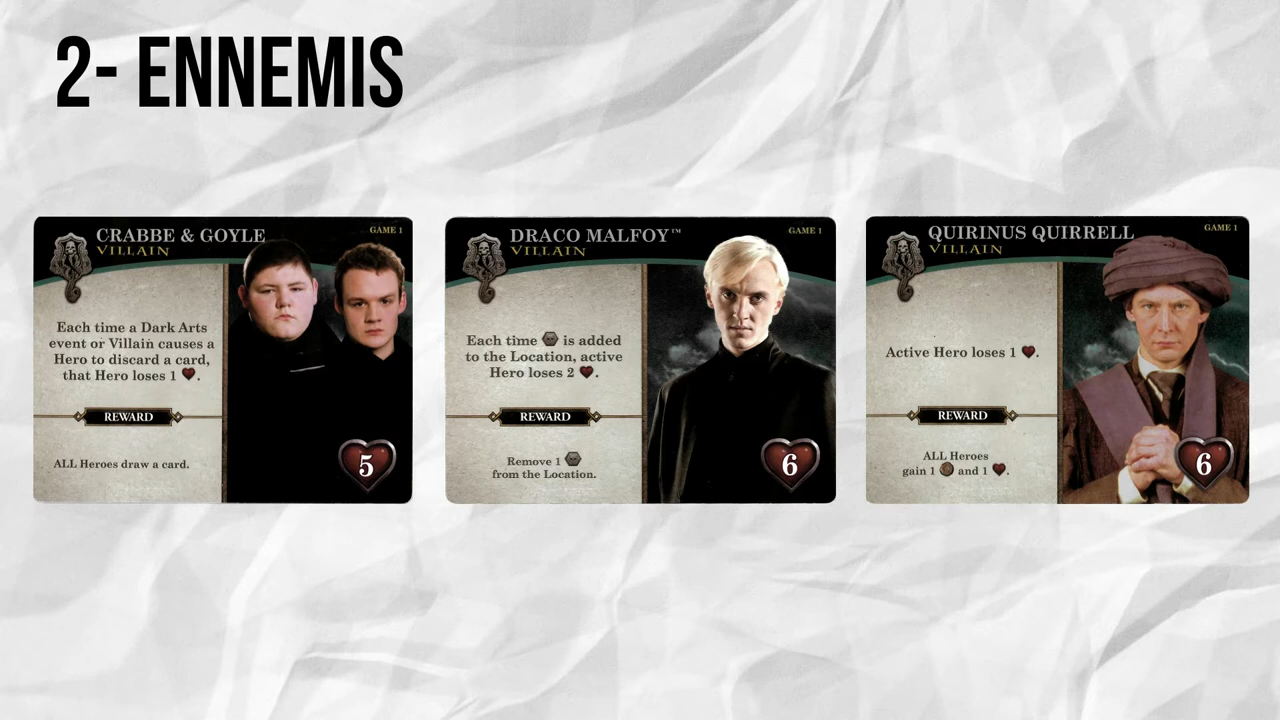 2- ENNEMIS
CRABBE & GOYLE
VILLAIN
GAME 1
Each time a Dark Arts
event or Villain causes a
Hero to discard a card,
that Hero loses 1 .
REWARD
ALL Heroes draw a card.
5
DRACO MALFOY™
VILLAIN
GAME 1
Each time is added
to the Location, active
Hero loses 2 .
REWARD
Remove 1
from the Location.
6
QUIRINUS QUIRRELL
VILLAIN
GAME 1
Active Hero loses 1 .
REWARD
ALL Heroes
gain 1 and 1 .
6